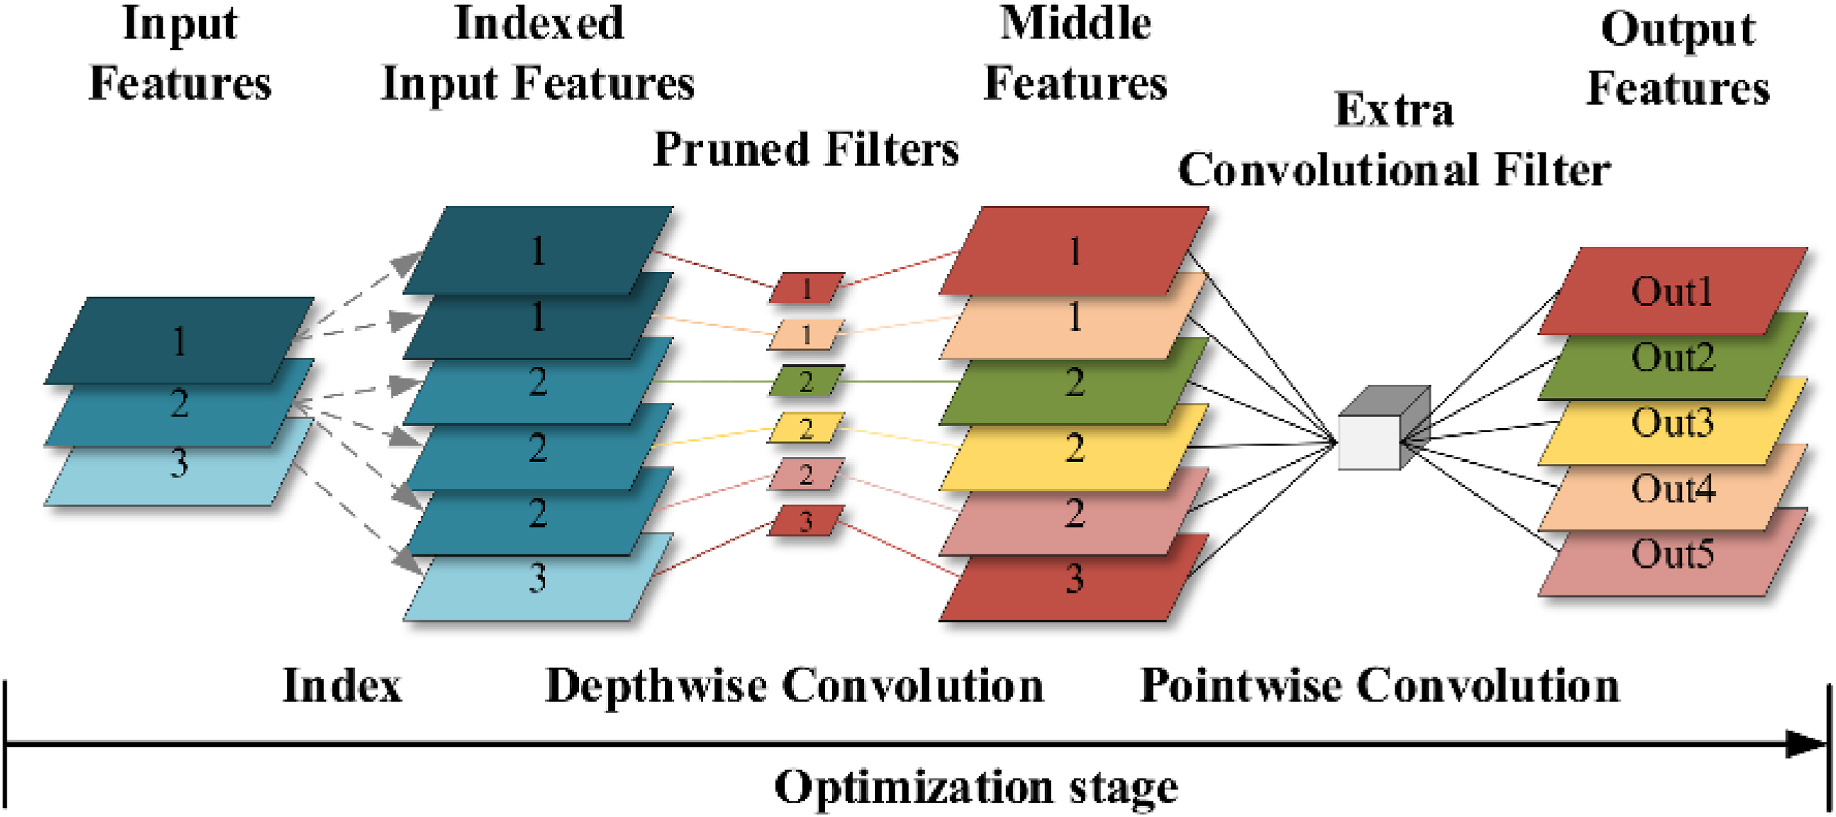 Input
Features
Indexed
Input Features
Pruned Filters
Middle
Features
Extra
Convolutional Filter
Output
Features
1
2
3
1
1
2
2
2
3
1
1
2
2
2
3
1
1
2
2
2
3
Out1
Out2
Out3
Out4
Out5
Index
Depthwise Convolution
Pointwise Convolution
Optimization stage